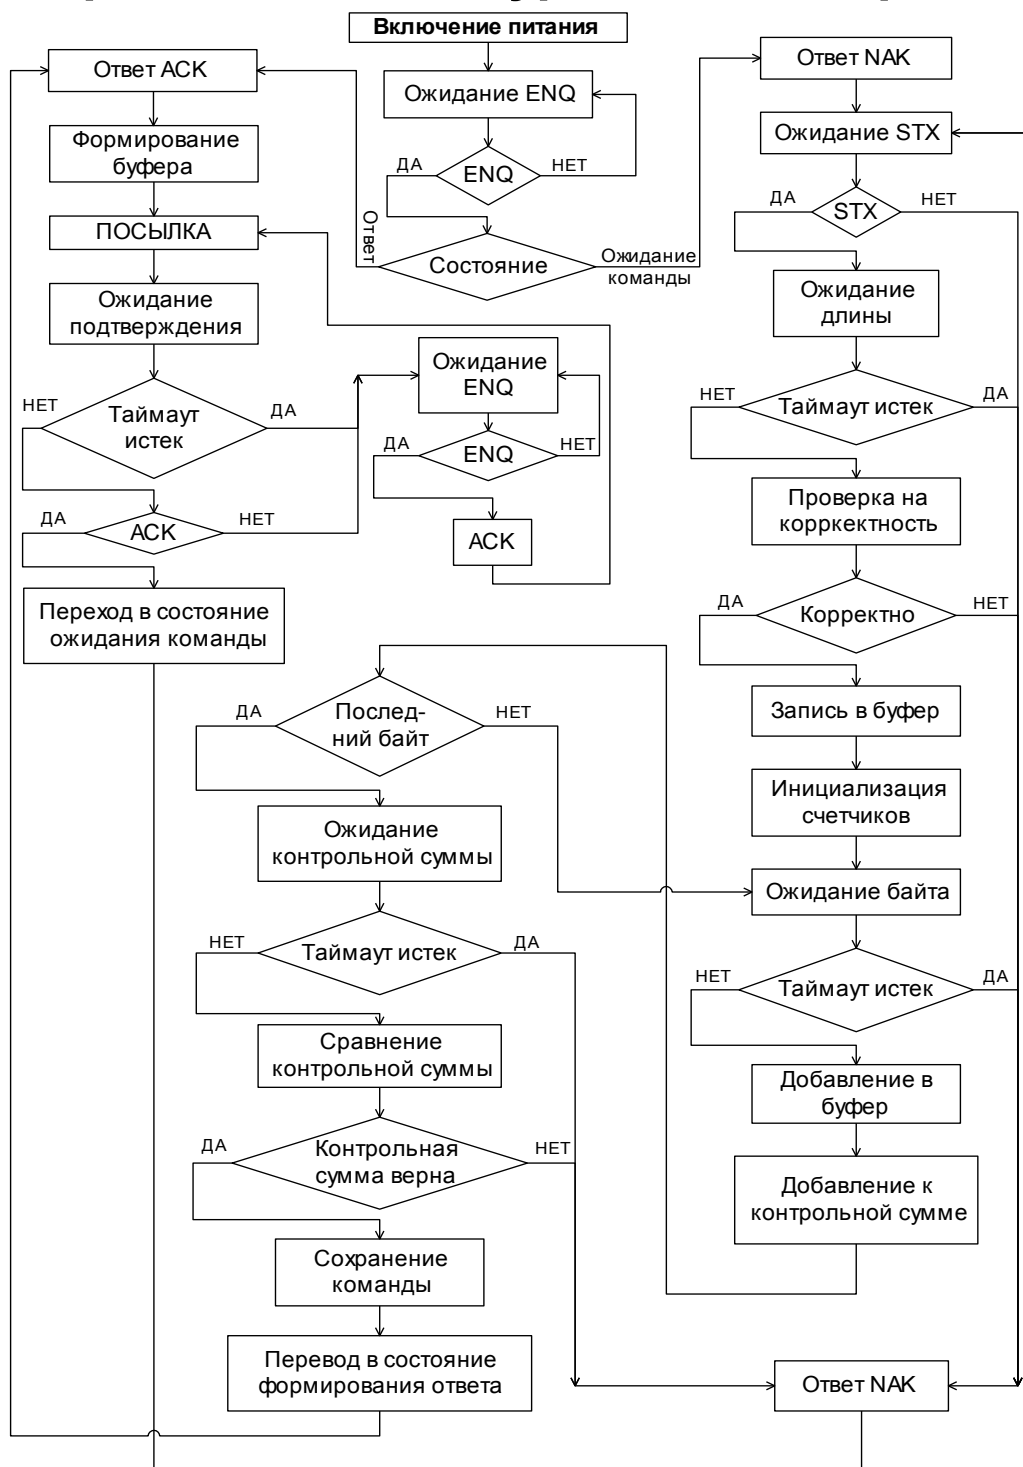 Включение питания
Ожидание ENQ
ENQ
ДА
НЕТ
Состояние
Ответ
Ожидание
команды
Ответ ACK
Формирование
буфера
ПОСЫЛКА
Ожидание
подтверждения
Таймаут
истек
НЕТ
ДА
ACK
ДА
НЕТ
Переход в состояние
ожидания команды
Ожидание
ENQ
ENQ
ДА
НЕТ
ACK
Ответ NAK
Ожидание STX
STX
ДА
НЕТ
Ожидание
длины
Таймаут истек
НЕТ
ДА
Проверка на
корркектность
Корректно
ДА
НЕТ
Запись в буфер
Инициализация
счетчиков
Ожидание байта
Таймаут истек
НЕТ
ДА
Добавление в
буфер
Добавление к
контрольной сумме
Послед-
ний байт
ДА
НЕТ
Ожидание
контрольной суммы
Таймаут истек
НЕТ
ДА
Сравнение
контрольной суммы
Контрольная
сумма верна
ДА
НЕТ
Сохранение
команды
Перевод в состояние
формирования ответа
Ответ NAK